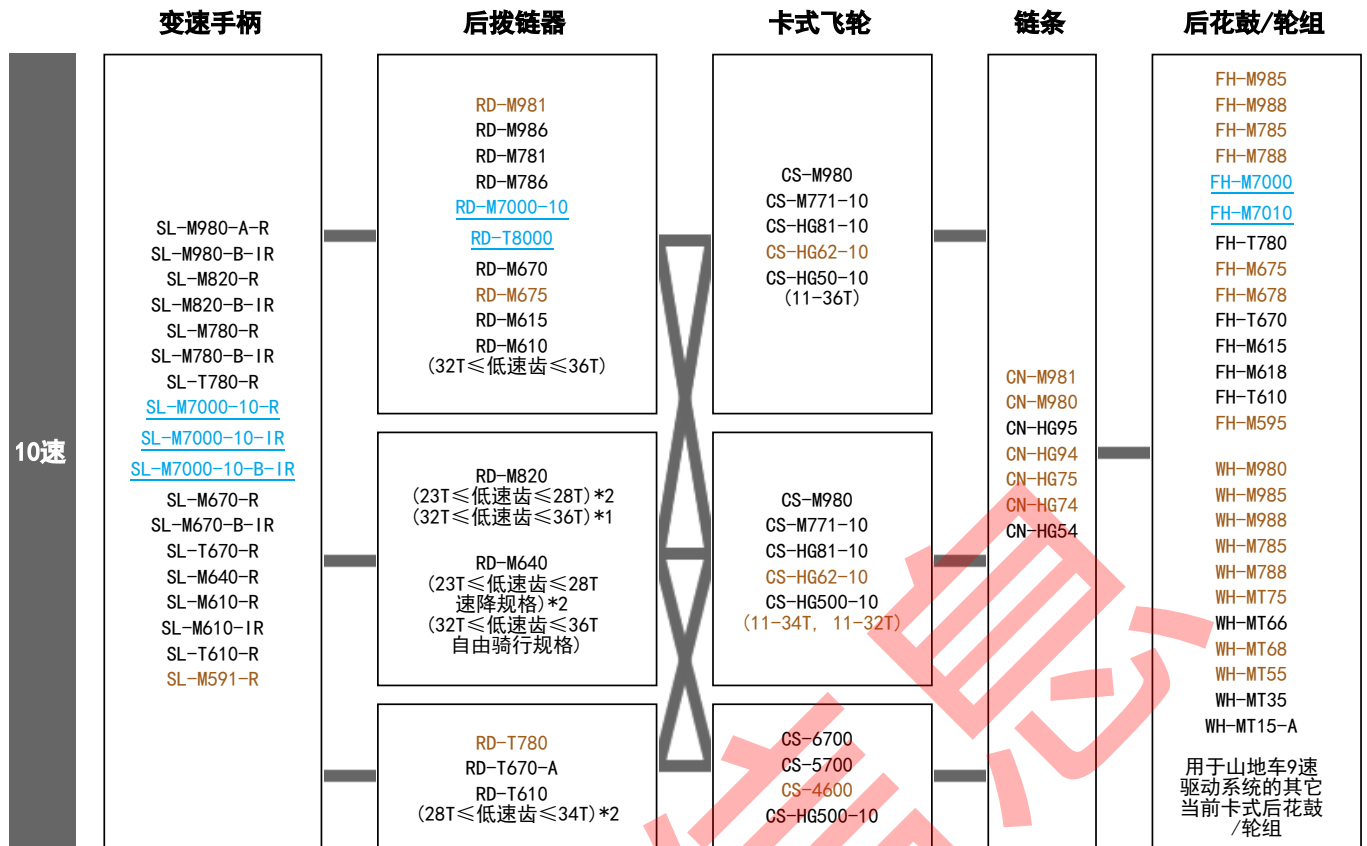 变速手柄
后拨链器
卡式飞轮
链条
后花鼓/轮组
10速
SL-M980-A-R
SL-M980-B-IR
SL-M820-R
SL-M820-B-IR
SL-M780-R
SL-M780-B-IR
SL-T780-R
SL-M7000-10-R
SL-M7000-10-IR
SL-M7000-10-B-IR
SL-M670-R
SL-M670-B-IR
SL-T670-R
SL-M640-R
SL-M610-R
SL-M610-IR
SL-T610-R
SL-M591-R
RD-M981
RD-M986
RD-M781
RD-M786
RD-M7000-10
RD-T8000
RD-M670
RD-M675
RD-M615
RD-M610
(32T≤低速齿≤36T)
RD-M820
(23T≤低速齿≤28T)*2
(32T≤低速齿≤36T)*1
RD-M640
(23T≤低速齿≤28T
速降规格)*2
(32T≤低速齿≤36T
自由骑行规格)
RD-T780
RD-T670-A
RD-T610
(28T≤低速齿≤34T)*2
CS-M980
CS-M771-10
CS-HG81-10
CS-HG62-10
CS-HG50-10
(11-36T)
CS-M980
CS-M771-10
CS-HG81-10
CS-HG62-10
CS-HG500-10
(11-34T, 11-32T)
CS-6700
CS-5700
CS-4600
CS-HG500-10
CN-M981
CN-M980
CN-HG95
CN-HG94
CN-HG75
CN-HG74
CN-HG54
FH-M985
FH-M988
FH-M785
FH-M788
FH-M7000
FH-M7010
FH-T780
FH-M675
FH-M678
FH-T670
FH-M615
FH-M618
FH-T610
FH-M595
WH-M980
WH-M985
WH-M988
WH-M785
WH-M788
WH-MT75
WH-MT66
WH-MT68
WH-MT55
WH-MT35
WH-MT15-A
用于山地车9速
驱动系统的其它
当前卡式后花鼓
/轮组
息